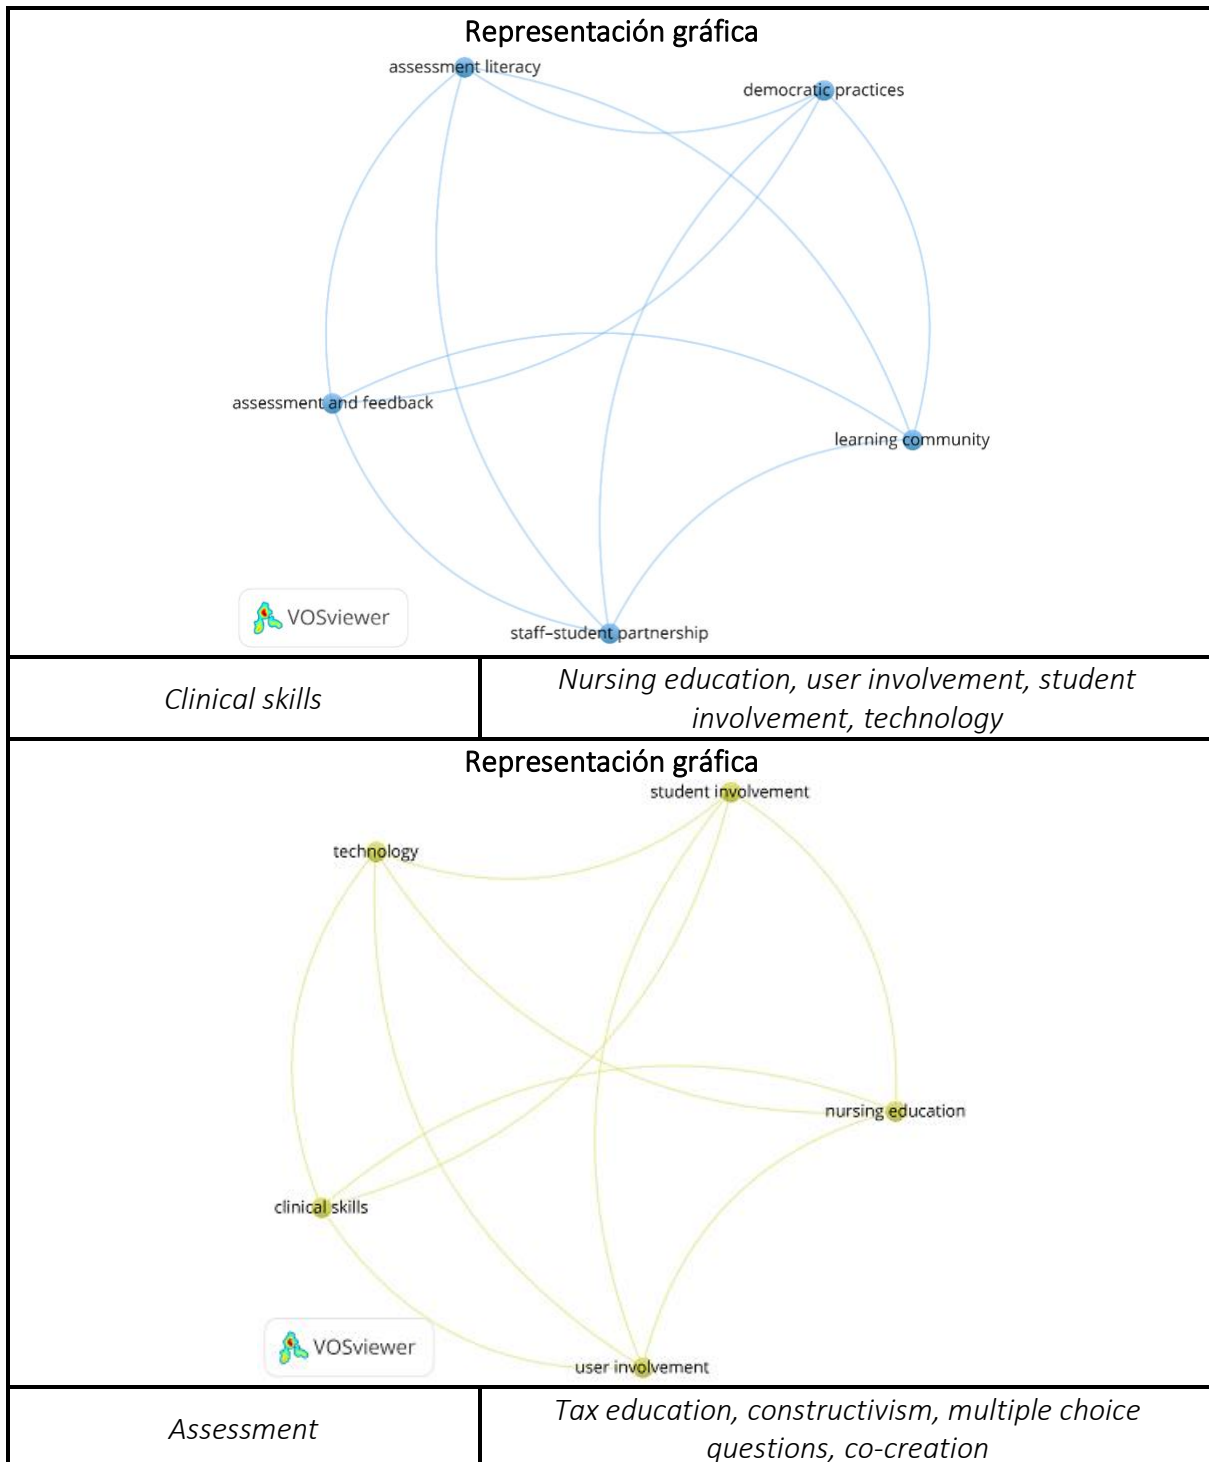 Representación gráfica
assessment literacy
democratic practices
assessment and feedback
learning community
VOSviewer
staff–student partnership
Clinical skills
Nursing education, user involvement, student
involvement, technology
Representación gráfica
student involvement
technology
nursing education
clinical skills
VOSviewer
user involvement
Assessment
Tax education, constructivism, multiple choice
questions, co-creation